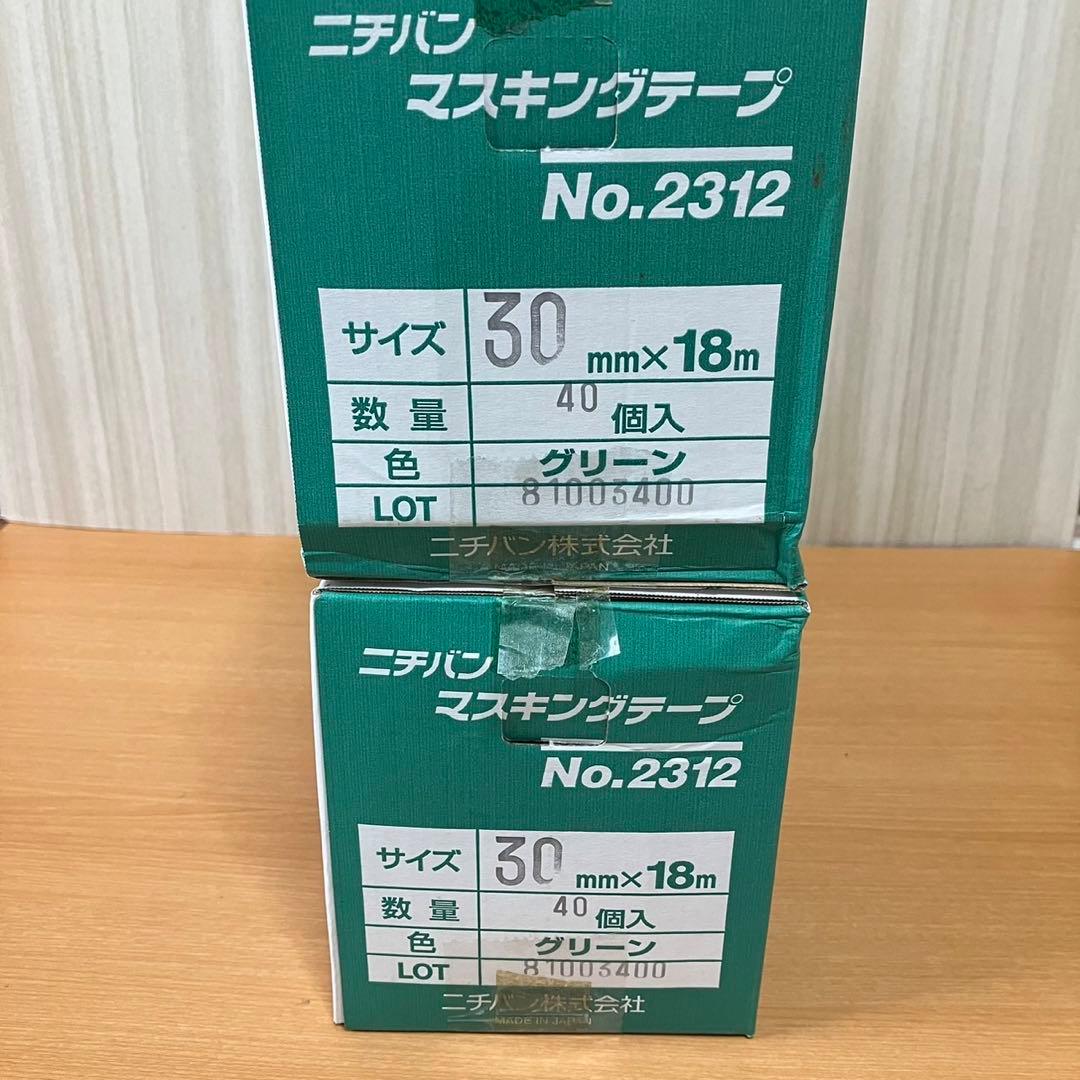 ニチバン
マスキングテープ
No.2312
サイズ 30 mm×18m
数量 40 個入
色 グリーン
LOT 81003400
ニチバン株式会社
MADE IN JAPAN
ニチバン
マスキングテープ
No.2312
サイズ 30 mm×18m
数量 40 個入
色 グリーン
LOT 81003400
ニチバン株式会社
MADE IN JAPAN